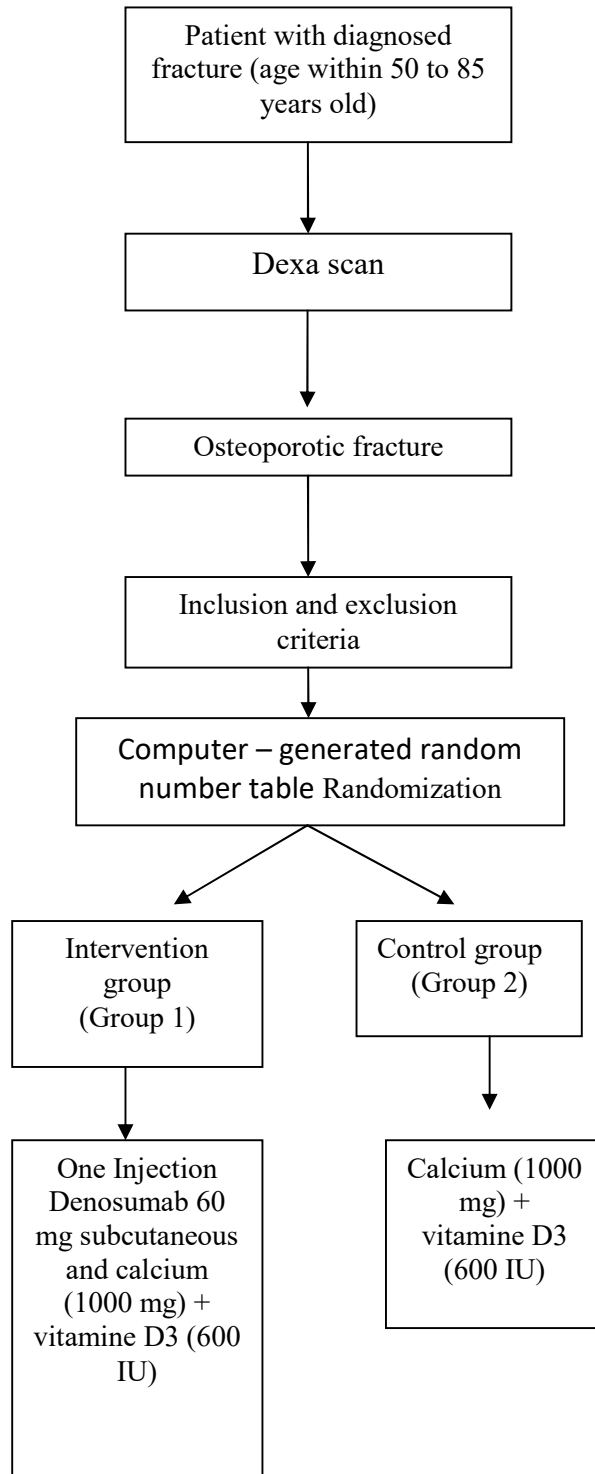 Patient with diagnosed
fracture (age within 50 to 85
years old)
Dexa scan
Osteoporotic fracture
Inclusion and exclusion
criteria
Computer – generated random
number table Randomization
Intervention
group
(Group 1)
Control group
(Group 2)
One Injection
Denosumab 60
mg subcutaneous
and calcium
(1000 mg) +
vitamine D3 (600
IU)
Calcium (1000
mg) +
vitamine D3
(600 IU)